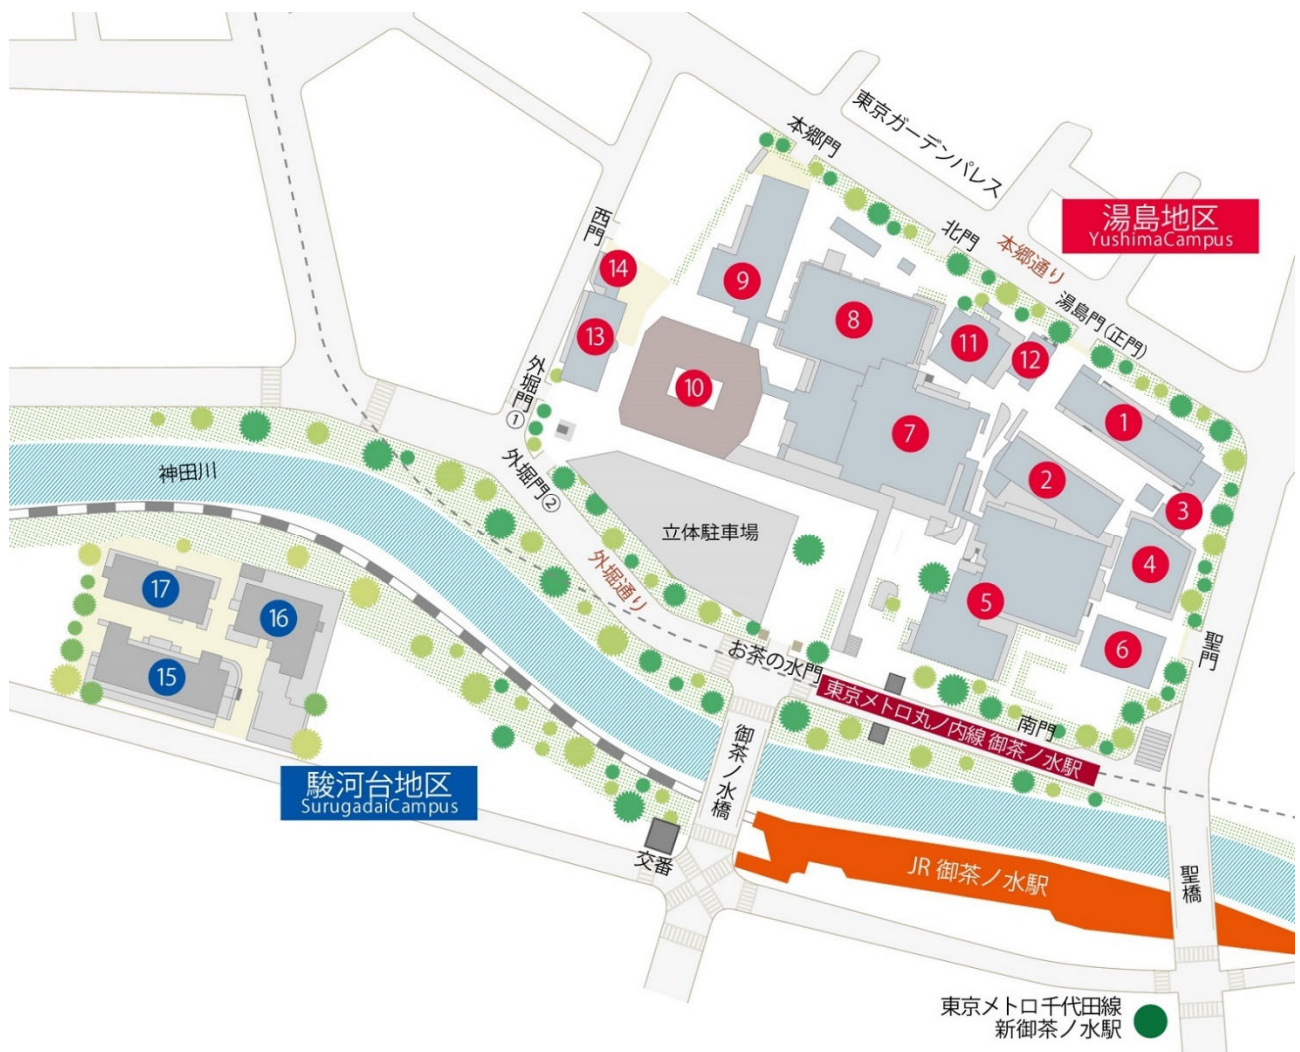 本郷門
東京ガーデンパレス
湯島地区
YushimaCampus
西門
北門
本郷通り
湯島門(正門)
14
9
8
13
11
12
10
外堀門①
1
7
2
神田川
外堀門②
3
立体駐車場
4
外堀通り
17
16
5
15
お茶の水門
6
聖門
東京メトロ丸ノ内線 御茶ノ水駅
南門
駿河台地区
SurugadaiCampus
御茶ノ水橋
交番
JR 御茶ノ水駅
聖橋
東京メトロ千代田線
新御茶ノ水駅